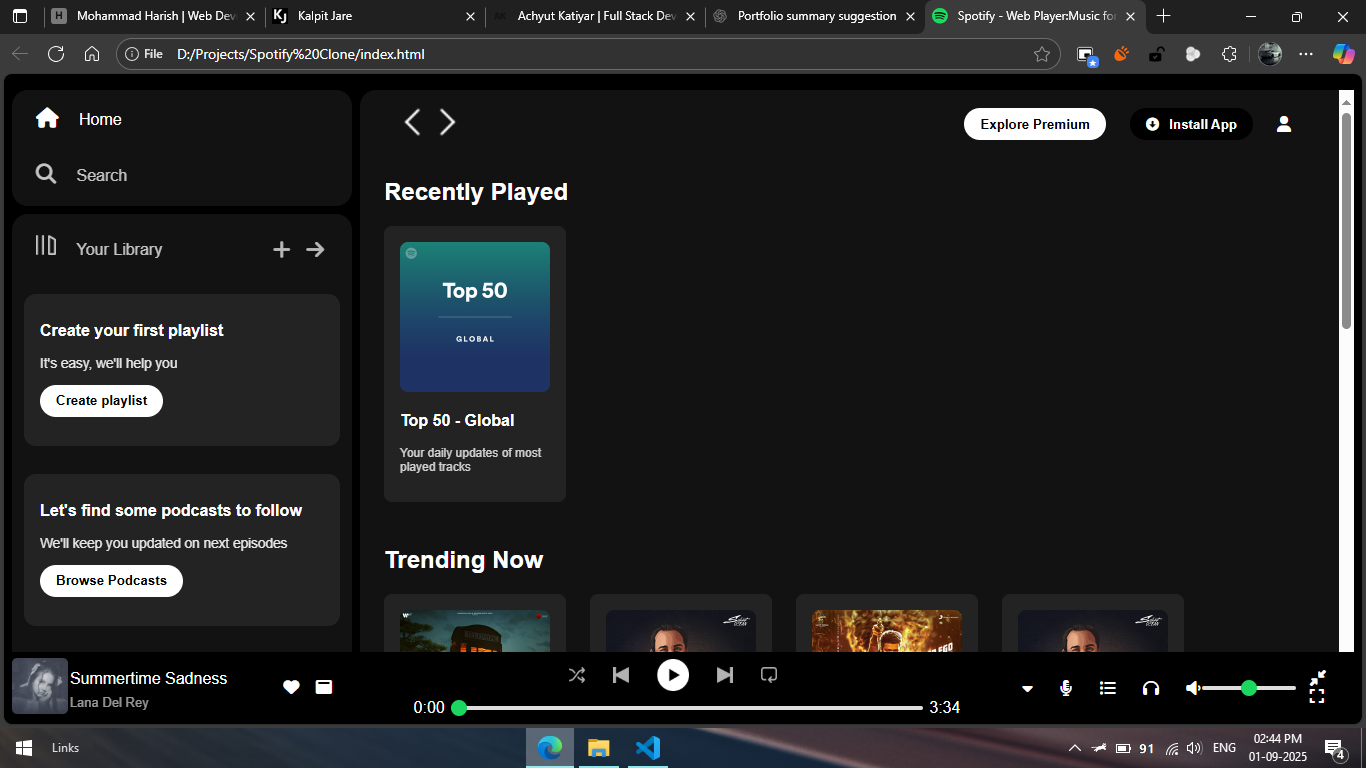 Mohammad Harish | Web Dev
Kalpit Jare
Achyut Katiyar | Full Stack Dev
Portfolio summary suggestion
Spotify - Web Player:Music for
File
D:/Projects/Spotify%20Clone/index.html
Home
Search
Your Library
Create your first playlist
It's easy, we'll help you
Create playlist
Let's find some podcasts to follow
We'll keep you updated on next episodes
Browse Podcasts
Explore Premium
Install App
Recently Played
Top 50
GLOBAL
Top 50 - Global
Your daily updates of most
played tracks
Trending Now
Summertime Sadness
Lana Del Rey
0:00
3:34
Links
91
ENG
02:44 PM
01-09-2025
4